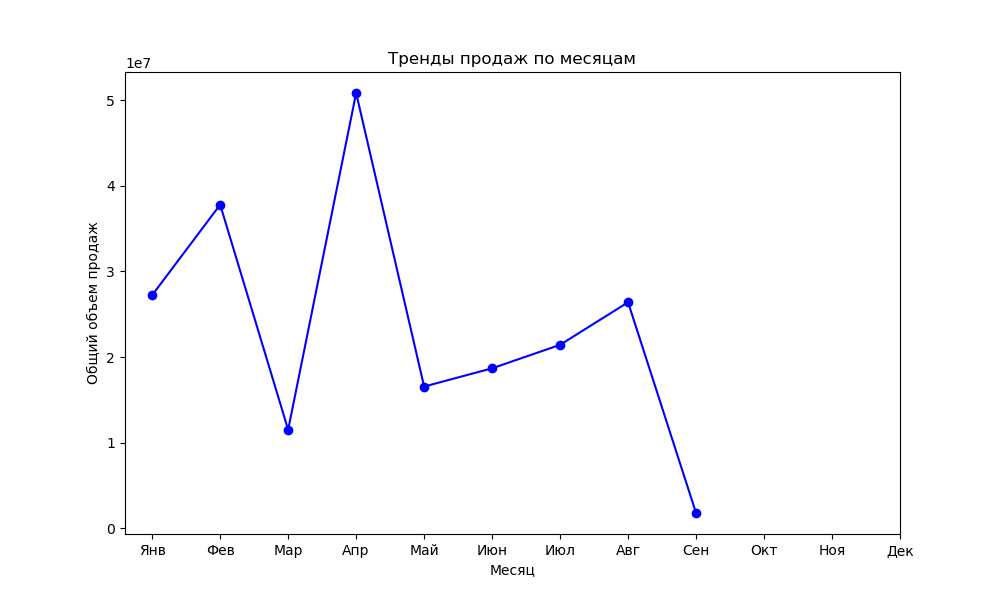 Тренды продаж по месяцам
1e7
Общий объем продаж
5
4
3
2
1
0
Янв Фев Мар Апр Май Июн Июл Авг Сен Окт Ноя Дек
Месяц